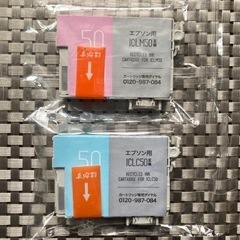 50
エプソン用
ICLM50
RECYCLED INK
CARTRIDGE FOR ICLM50
カートリッジ専用ダイヤル
0120-987-084
50
エプソン用
ICLC50
RECYCLED INK
CARTRIDGE FOR ICLC50
カートリッジ専用ダイヤル
0120-987-084